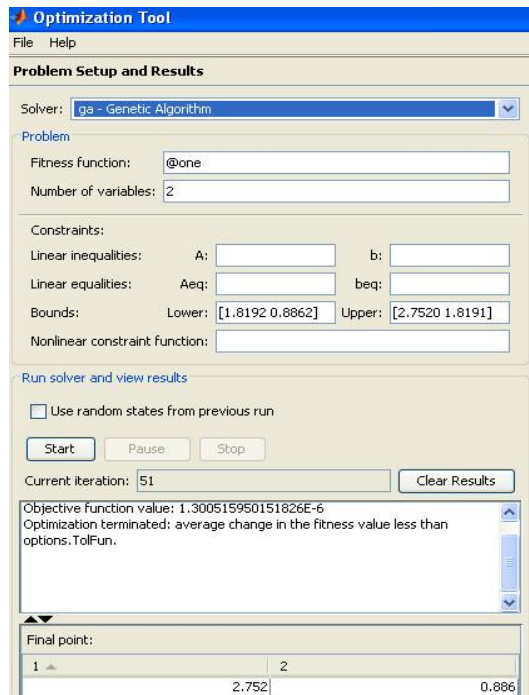 Optimization Tool
File Help
Problem Setup and Results
Solver: ga - Genetic Algorithm
Problem
Fitness function: @one
Number of variables: 2
Constraints:
Linear inequalities: A: b:
Linear equalities: Aeq: beq:
Bounds: Lower: [1.8192 0.8862] Upper: [2.7520 1.8191]
Nonlinear constraint function:
Run solver and view results
Use random states from previous run
Start Pause Stop
Current iteration: 51 Clear Results
Objective function value: 1.300515950151826E-6
Optimization terminated: average change in the fitness value less than
options.TolFun.
Final point:
1 2
2.752 0.886